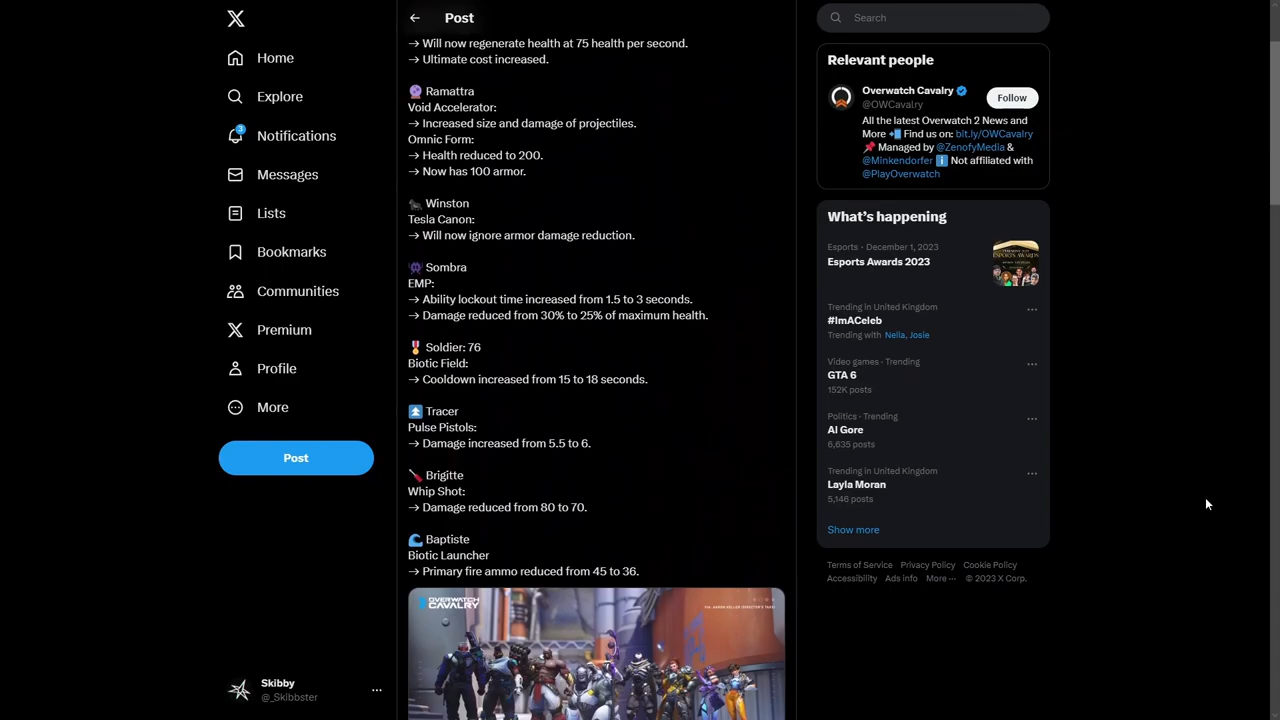 Home
Explore
3
Notifications
Messages
Lists
Bookmarks
Communities
Premium
Profile
More
Post
Skibby
@_Skibbster
Post
→ Will now regenerate health at 75 health per second.
→ Ultimate cost increased.
Ramattra
Void Accelerator:
→ Increased size and damage of projectiles.
Omnic Form:
→ Health reduced to 200.
→ Now has 100 armor.
Winston
Tesla Canon:
→ Will now ignore armor damage reduction.
Sombra
EMP:
→ Ability lockout time increased from 1.5 to 3 seconds.
→ Damage reduced from 30% to 25% of maximum health.
Soldier: 76
Biotic Field:
→ Cooldown increased from 15 to 18 seconds.
Tracer
Pulse Pistols:
→ Damage increased from 5.5 to 6.
Brigitte
Whip Shot:
→ Damage reduced from 80 to 70.
Baptiste
Biotic Launcher
→ Primary fire ammo reduced from 45 to 36.
OVERWATCH
CAVALRY
VIA: AARON KELLER (DIRECTOR'S TAKE)
Search
Relevant people
Overwatch Cavalry
@OWCavalry
Follow
All the latest Overwatch 2 News and
More Find us on: bit.ly/OWCavalry
Managed by @ZenofyMedia &
@Minkendorfer Not affiliated with
@PlayOverwatch
What's happening
Esports · December 1, 2023
Esports Awards 2023
ESPORTS AWARDS
Trending in United Kingdom
#ImACeleb
Trending with Nella, Josie
Video games · Trending
GTA 6
152K posts
Politics · Trending
Al Gore
6,635 posts
Trending in United Kingdom
Layla Moran
5,146 posts
Show more
Terms of Service Privacy Policy Cookie Policy
Accessibility Ads info More ··· © 2023 X Corp.